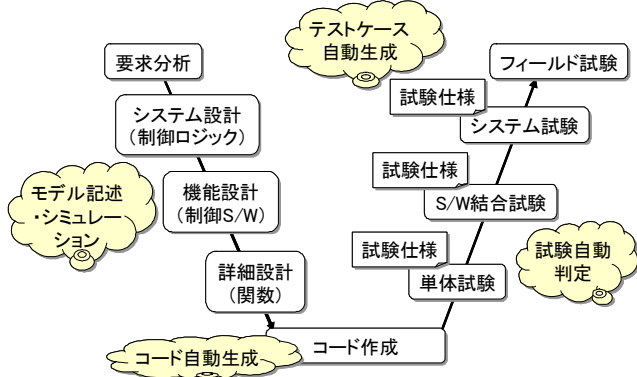 テストケース
自動生成
要求分析
フィールド試験
試験仕様
システム設計
（制御ロジック）
システム試験
試験仕様
モデル記述
・シミュレー
ション
機能設計
（制御S/W）
S/W結合試験
試験仕様
試験自動
判定
詳細設計
（関数）
単体試験
コード自動生成
コード作成